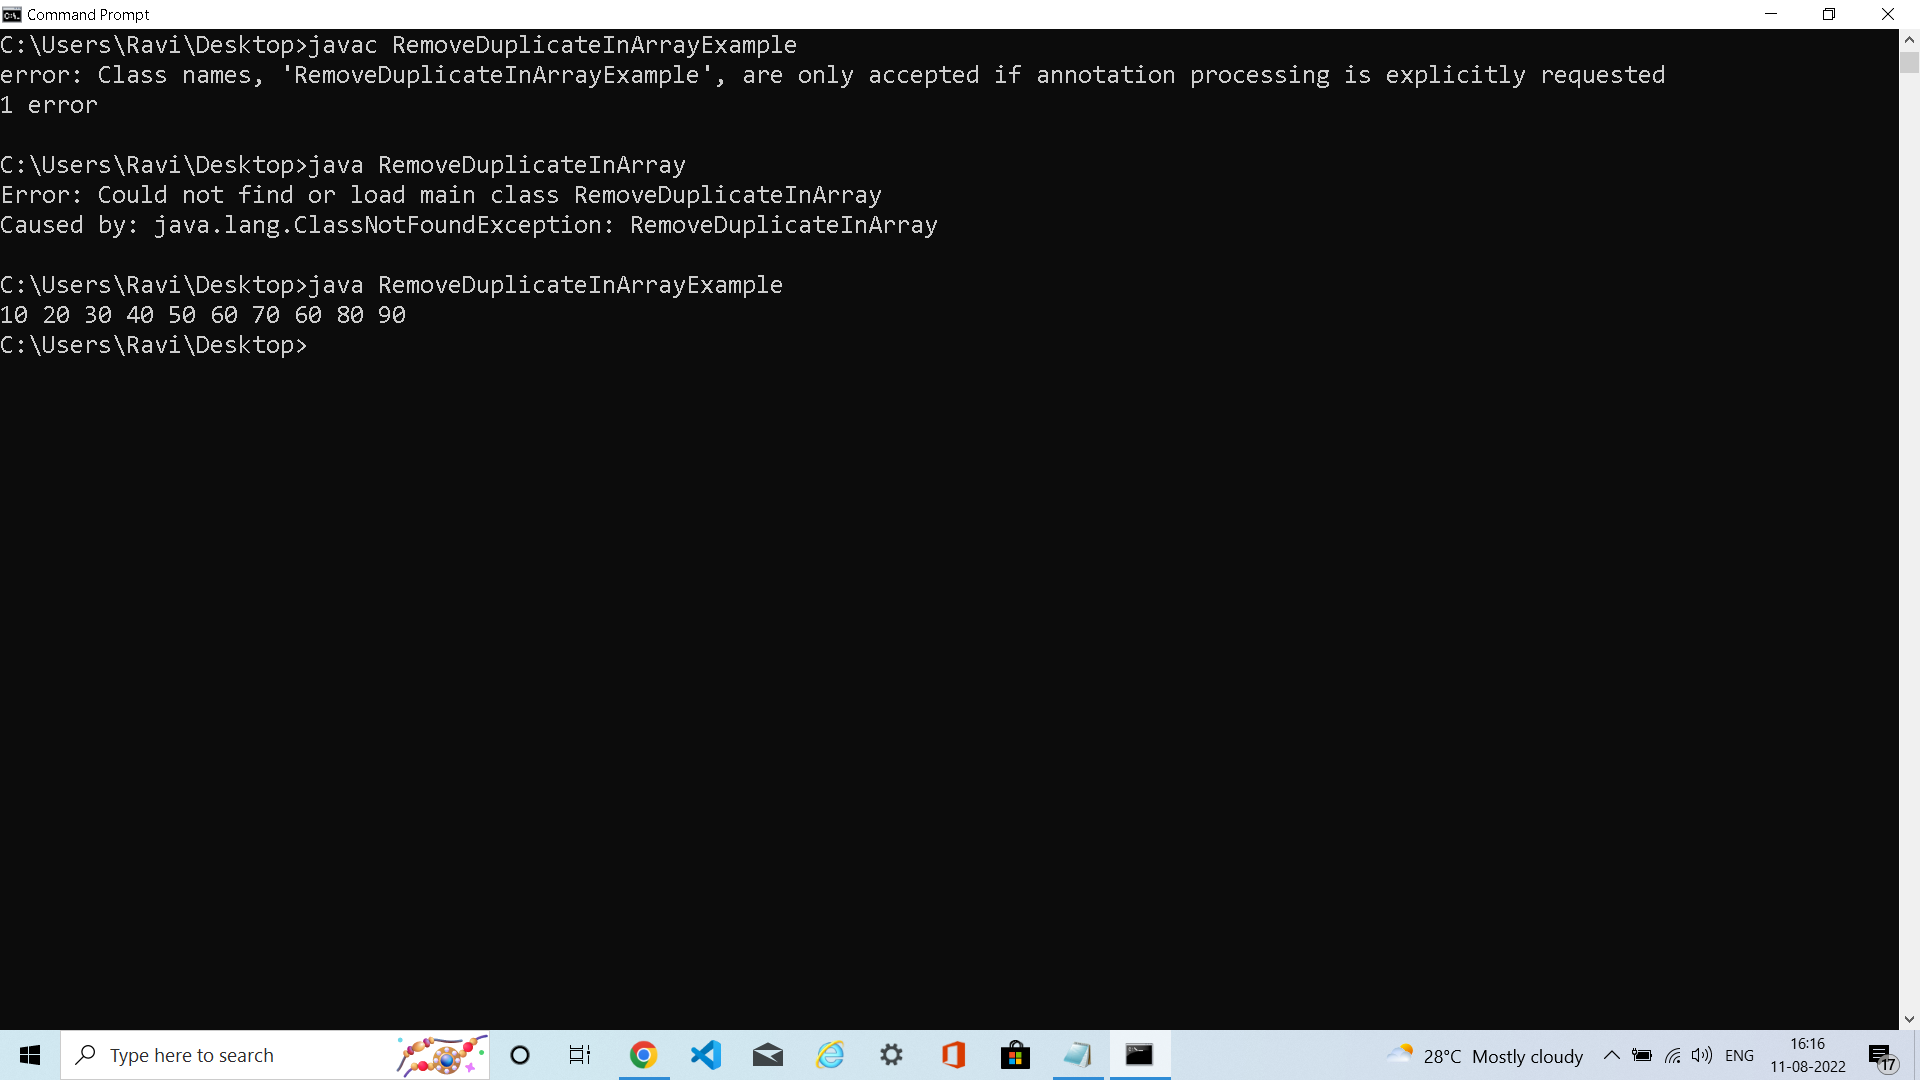 Command Prompt
C:\Users\Ravi\Desktop>javac RemoveDuplicateInArrayExample
error: Class names, 'RemoveDuplicateInArrayExample', are only accepted if annotation processing is explicitly requested
1 error
C:\Users\Ravi\Desktop>java RemoveDuplicateInArray
Error: Could not find or load main class RemoveDuplicateInArray
Caused by: java.lang.ClassNotFoundException: RemoveDuplicateInArray
C:\Users\Ravi\Desktop>java RemoveDuplicateInArrayExample
10 20 30 40 50 60 70 60 80 90
C:\Users\Ravi\Desktop>
Type here to search
28°C Mostly cloudy
ENG
16:16
11-08-2022
17